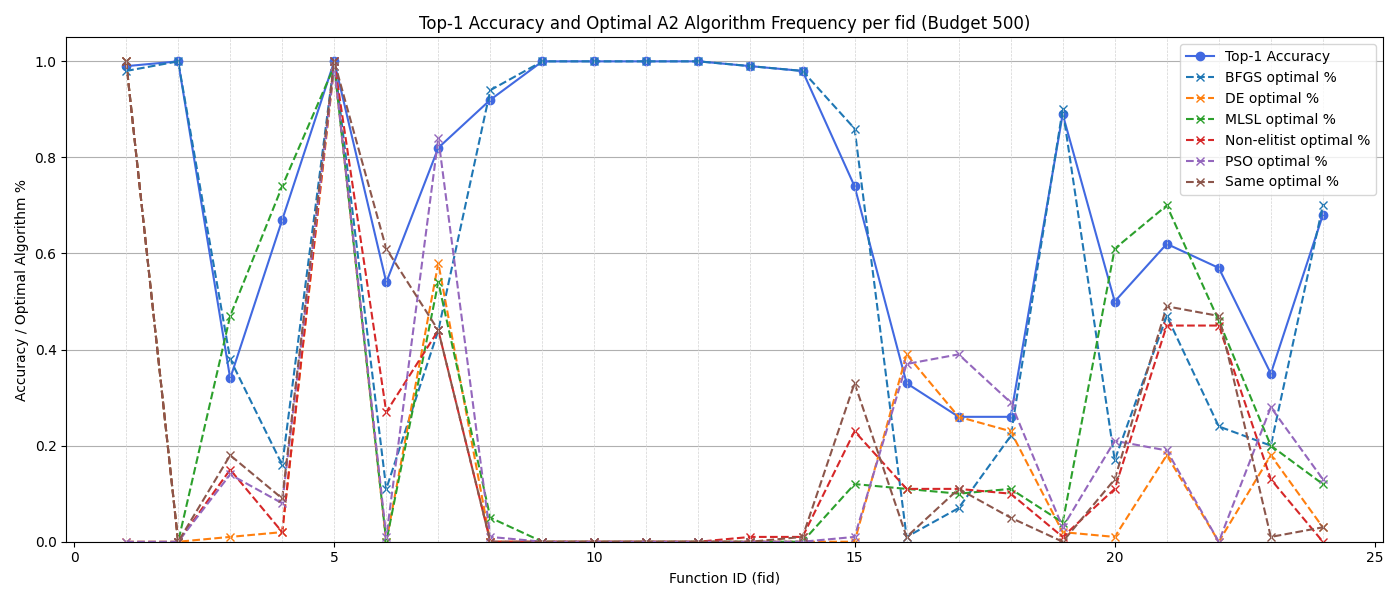 Top-1 Accuracy and Optimal A2 Algorithm Frequency per fid (Budget 500)
Accuracy / Optimal Algorithm %
1.0
0.8
0.6
0.4
0.2
0.0
Top-1 Accuracy
BFGS optimal %
DE optimal %
MLSL optimal %
Non-elitist optimal %
PSO optimal %
Same optimal %
0
5
10
15
20
25
Function ID (fid)